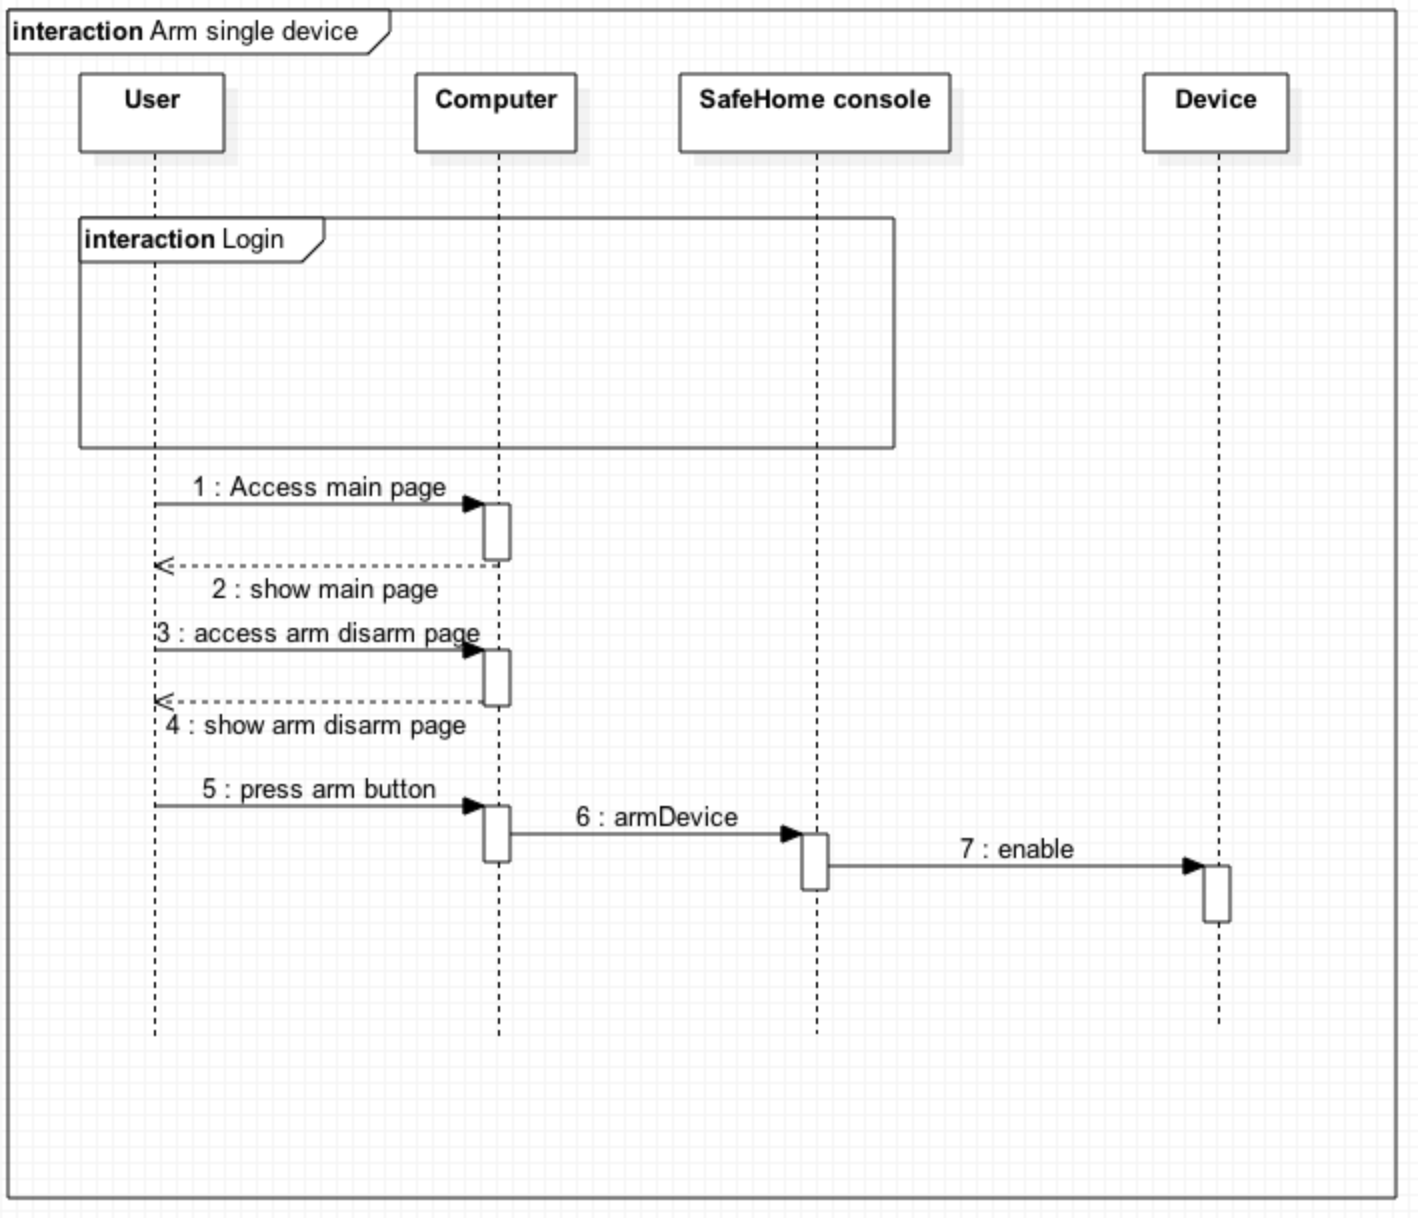 interaction Arm single device
User
Computer
SafeHome console
Device
interaction Login
1 : Access main page
2 : show main page
3 : access arm disarm page
4 : show arm disarm page
5 : press arm button
6 : armDevice
7 : enable